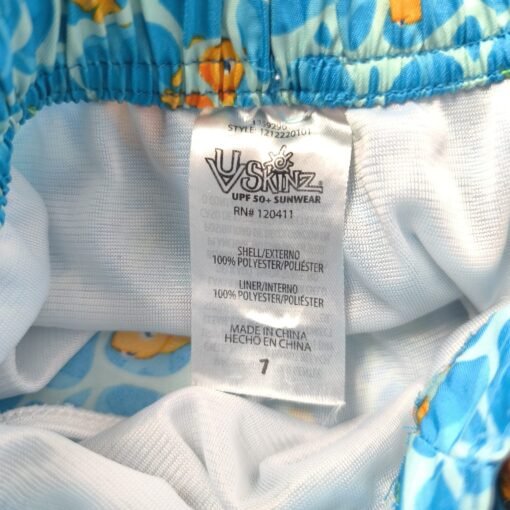 STYLE: 1212220101
UV SKINZ
UPF 50+ SUNWEAR
RN# 120411
SHELL/EXTERNO
100% POLYESTER/POLIÉSTER
LINER/INTERNO
100% POLYESTER/POLIÉSTER
MADE IN CHINA
HECHO EN CHINA
7